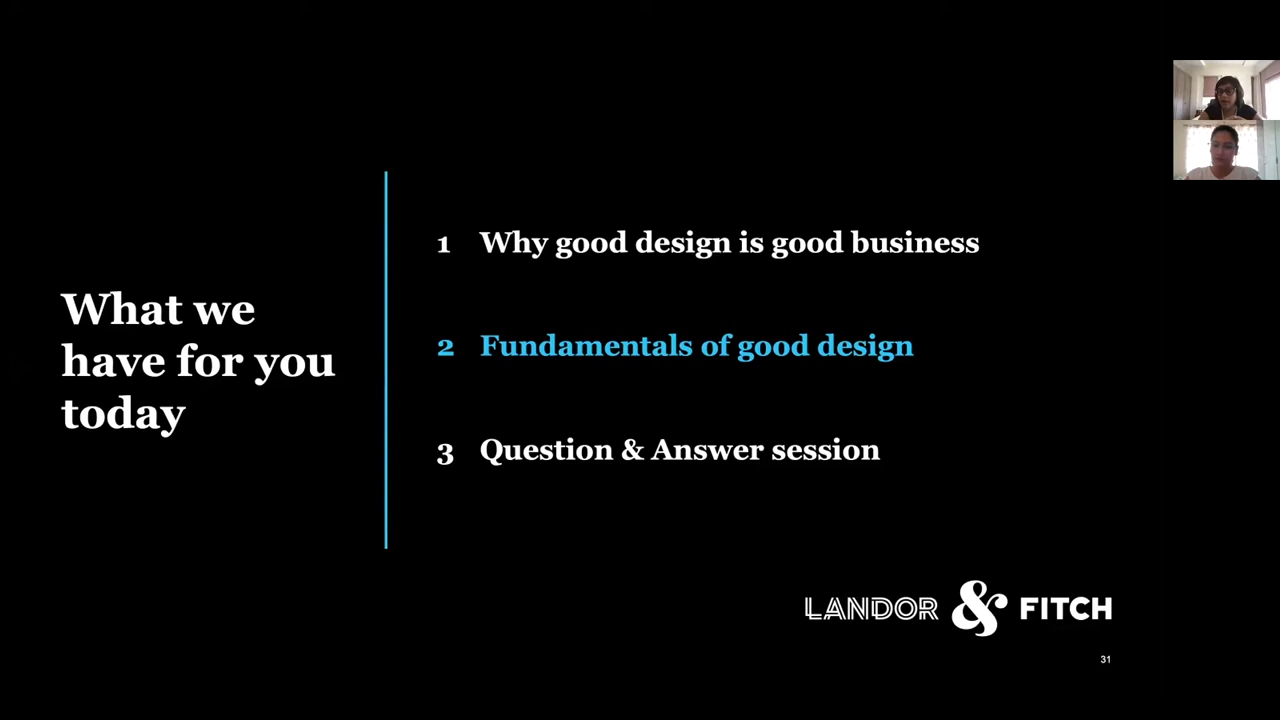 What we
have for you
today
1 Why good design is good business
2 Fundamentals of good design
3 Question & Answer session
LANDOR & FITCH
31